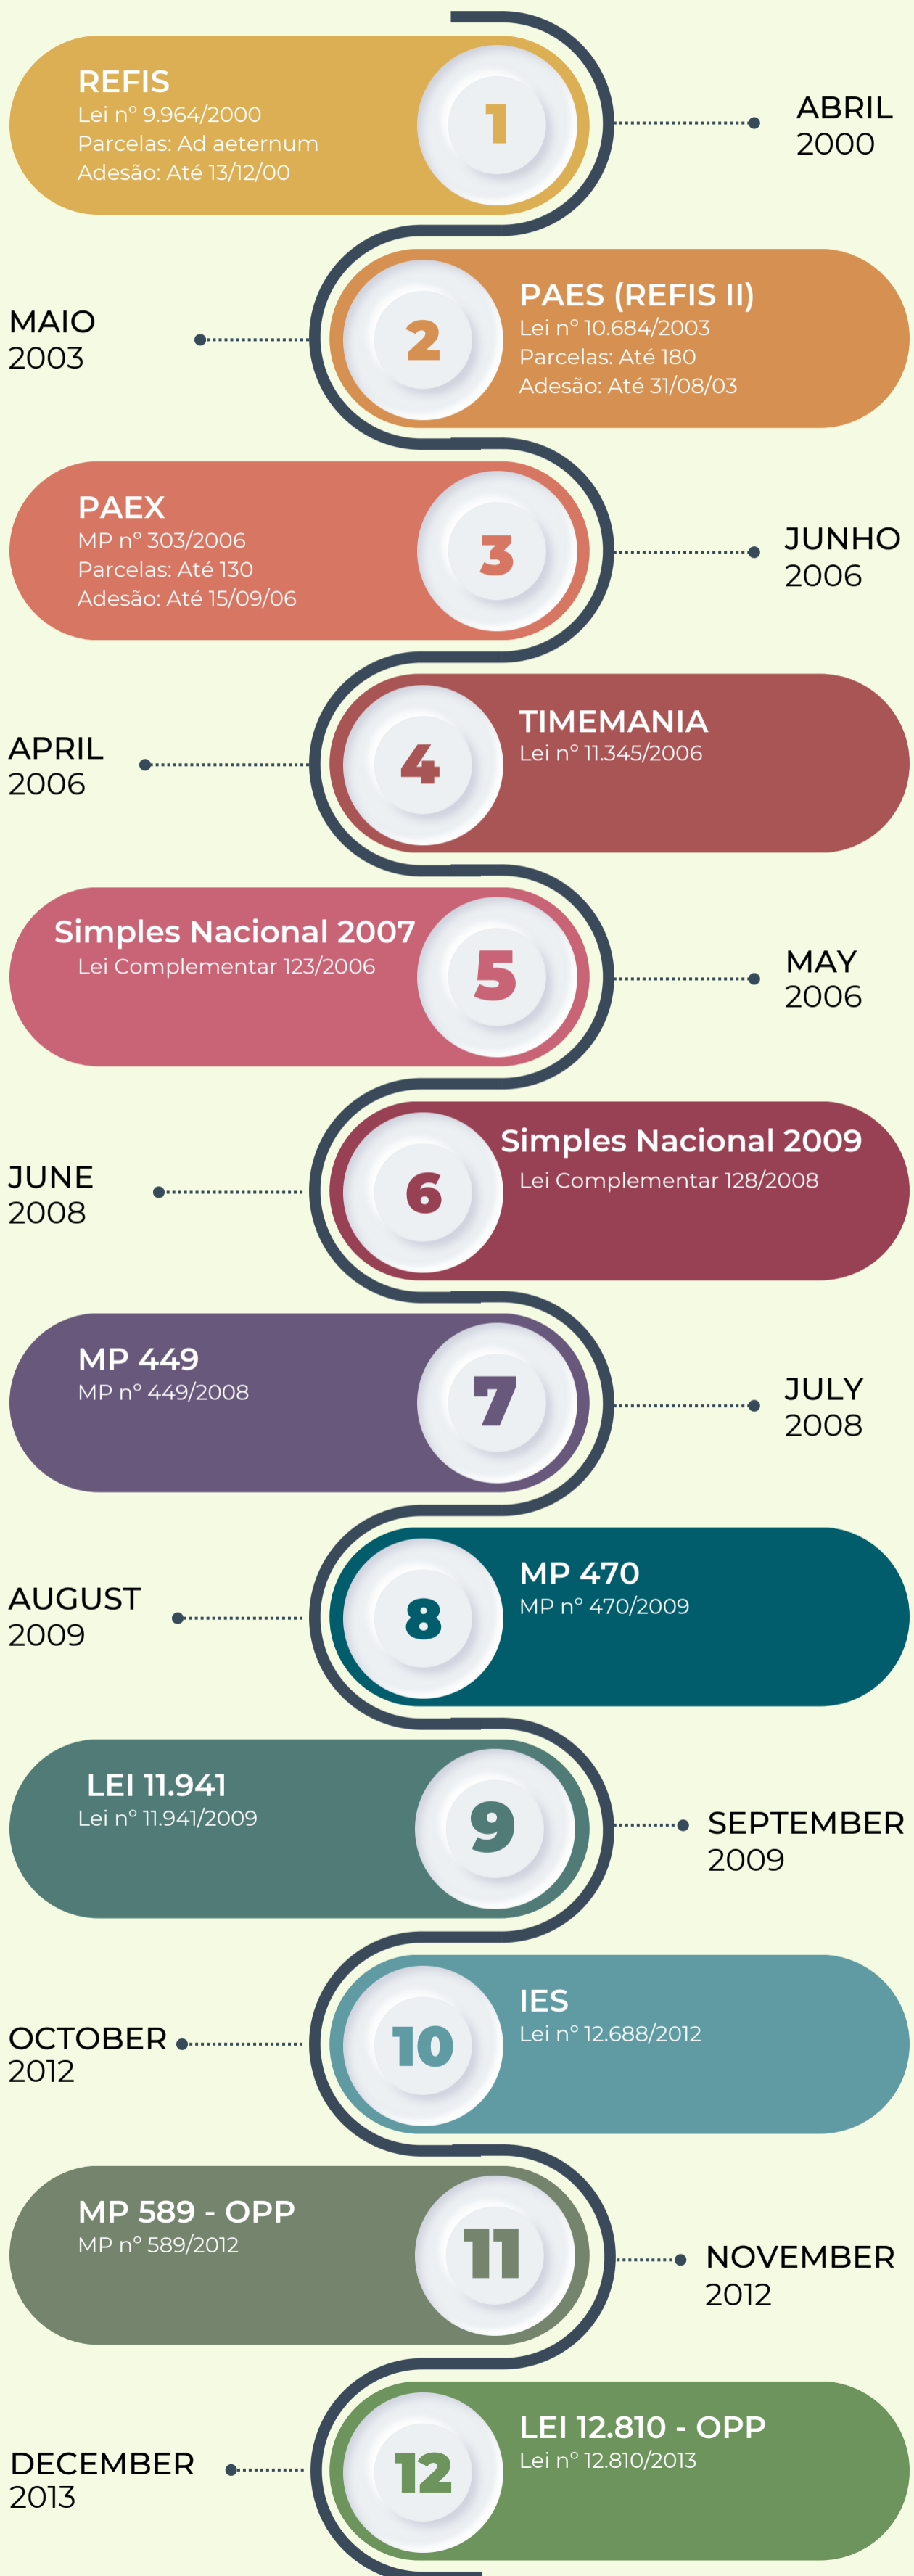 REFIS
Lei nº 9.964/2000
Parcelas: Ad aeternum
Adesão: Até 13/12/00
1
ABRIL
2000
MAIO
2003
2
PAES (REFIS II)
Lei nº 10.684/2003
Parcelas: Até 180
Adesão: Até 31/08/03
PAEX
MP nº 303/2006
Parcelas: Até 130
Adesão: Até 15/09/06
3
JUNHO
2006
APRIL
2006
4
TIMEMANIA
Lei nº 11.345/2006
Simples Nacional 2007
Lei Complementar 123/2006
5
MAY
2006
JUNE
2008
6
Simples Nacional 2009
Lei Complementar 128/2008
MP 449
MP nº 449/2008
7
JULY
2008
AUGUST
2009
8
MP 470
MP nº 470/2009
LEI 11.941
Lei nº 11.941/2009
9
SEPTEMBER
2009
OCTOBER
2012
10
IES
Lei nº 12.688/2012
MP 589 - OPP
MP nº 589/2012
11
NOVEMBER
2012
DECEMBER
2013
12
LEI 12.810 - OPP
Lei nº 12.810/2013